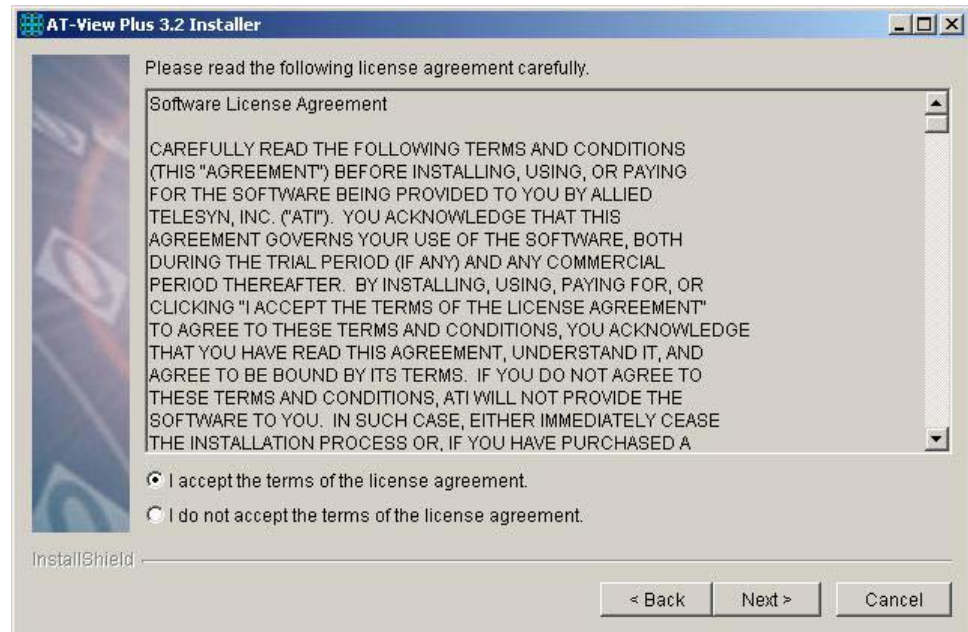 AT-View Plus 3.2 Installer
Please read the following license agreement carefully.
Software License Agreement
CAREFULLY READ THE FOLLOWING TERMS AND CONDITIONS
(THIS "AGREEMENT") BEFORE INSTALLING, USING, OR PAYING
FOR THE SOFTWARE BEING PROVIDED TO YOU BY ALLIED
TELESYN, INC. ("ATI"). YOU ACKNOWLEDGE THAT THIS
AGREEMENT GOVERNS YOUR USE OF THE SOFTWARE, BOTH
DURING THE TRIAL PERIOD (IF ANY) AND ANY COMMERCIAL
PERIOD THEREAFTER. BY INSTALLING, USING, PAYING FOR, OR
CLICKING "I ACCEPT THE TERMS OF THE LICENSE AGREEMENT"
TO AGREE TO THESE TERMS AND CONDITIONS, YOU ACKNOWLEDGE
THAT YOU HAVE READ THIS AGREEMENT, UNDERSTAND IT, AND
AGREE TO BE BOUND BY ITS TERMS. IF YOU DO NOT AGREE TO
THESE TERMS AND CONDITIONS, ATI WILL NOT PROVIDE THE
SOFTWARE TO YOU. IN SUCH CASE, EITHER IMMEDIATELY CEASE
THE INSTALLATION PROCESS OR, IF YOU HAVE PURCHASED A
I accept the terms of the license agreement.
I do not accept the terms of the license agreement.
InstallShield
< Back
Next >
Cancel